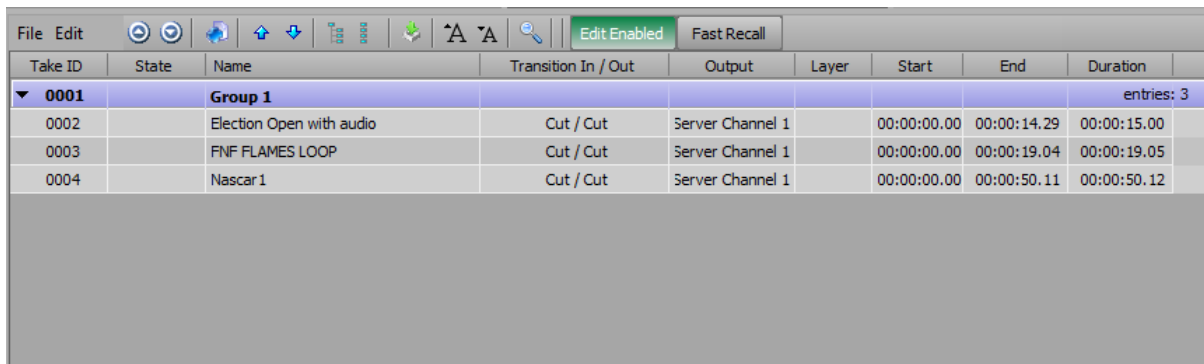 File Edit A A Edit Enabled Fast Recall
Take ID State Name Transition In / Out Output Layer Start End Duration
0001 Group 1 entries: 3
0002 Election Open with audio Cut / Cut Server Channel 1 00:00:00.00 00:00:14.29 00:00:15.00
0003 FNF FLAMES LOOP Cut / Cut Server Channel 1 00:00:00.00 00:00:19.04 00:00:19.05
0004 Nascar1 Cut / Cut Server Channel 1 00:00:00.00 00:00:50.11 00:00:50.12